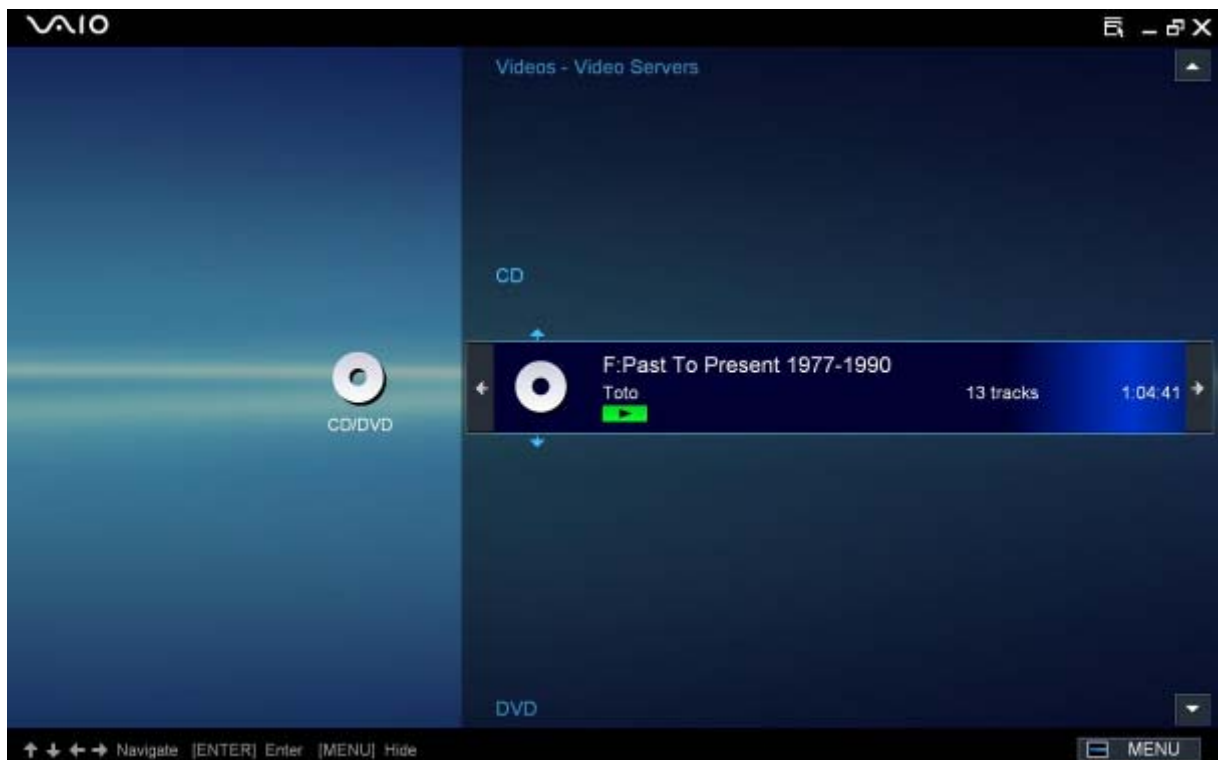 VAIO
Videos - Video Servers
CD
F:Past To Present 1977-1990
Toto
13 tracks 1:04:41
CD/DVD
DVD
Navigate [ENTER] Enter [MENU] Hide
MENU